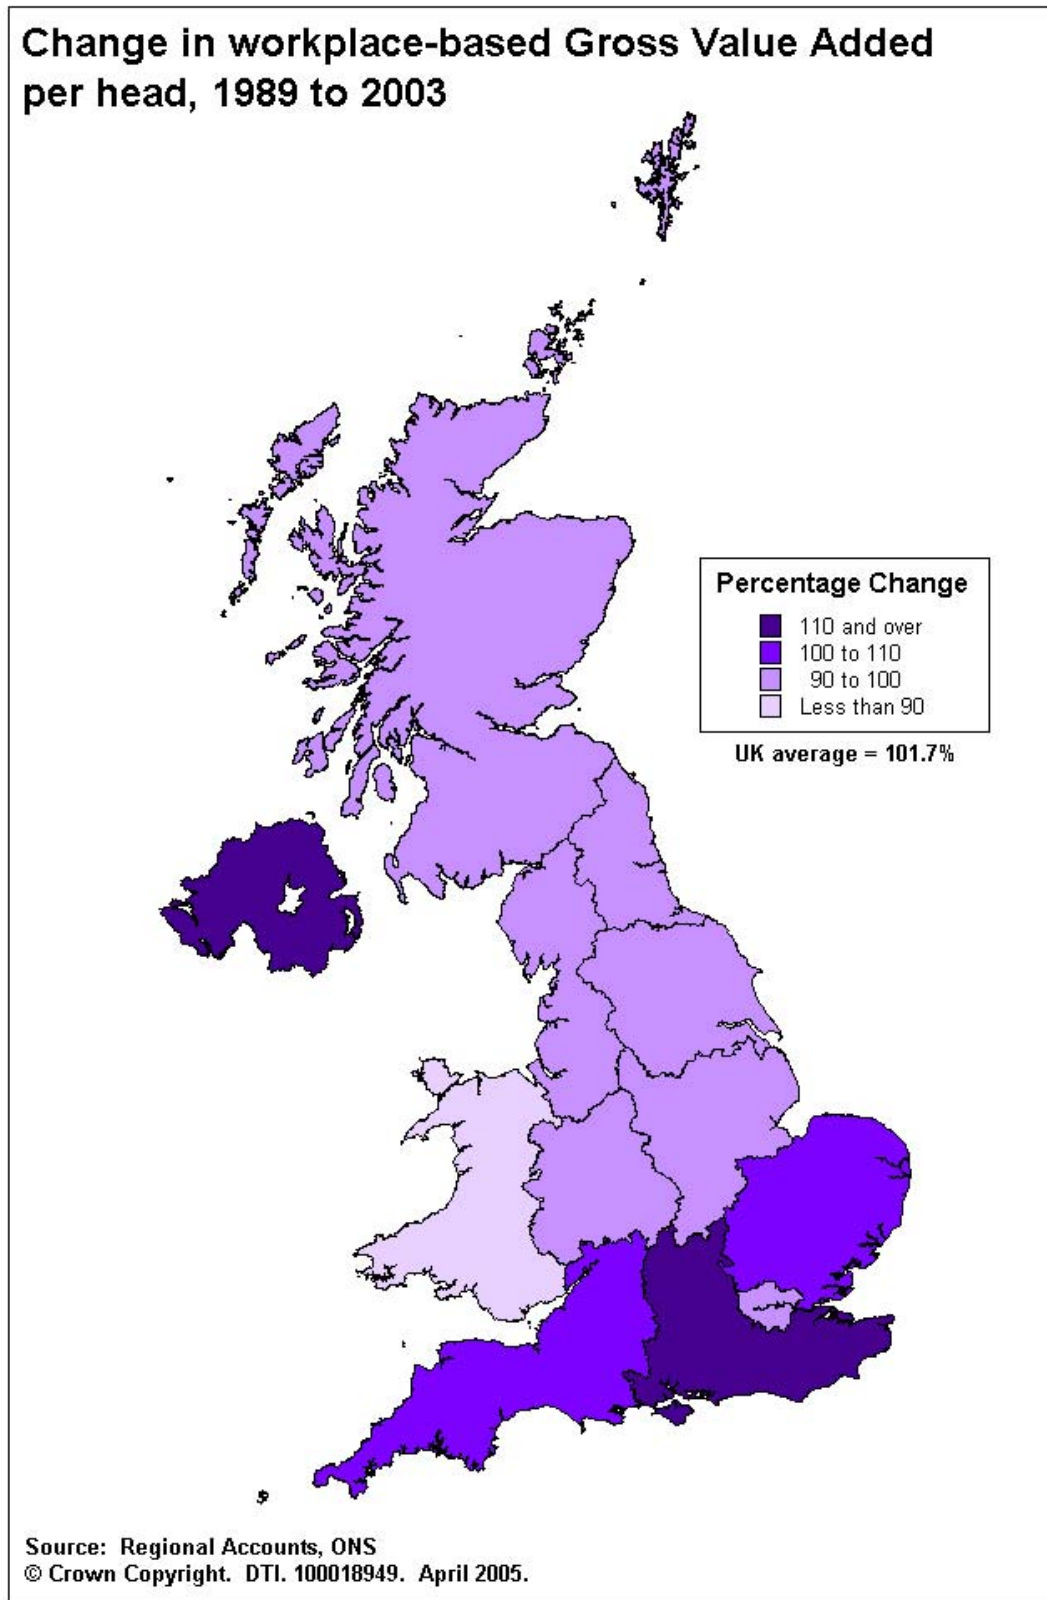 Change in workplace-based Gross Value Added
per head, 1989 to 2003
Percentage Change
110 and over
100 to 110
90 to 100
Less than 90
UK average = 101.7%
Source: Regional Accounts, ONS
© Crown Copyright. DTI. 100018949. April 2005.